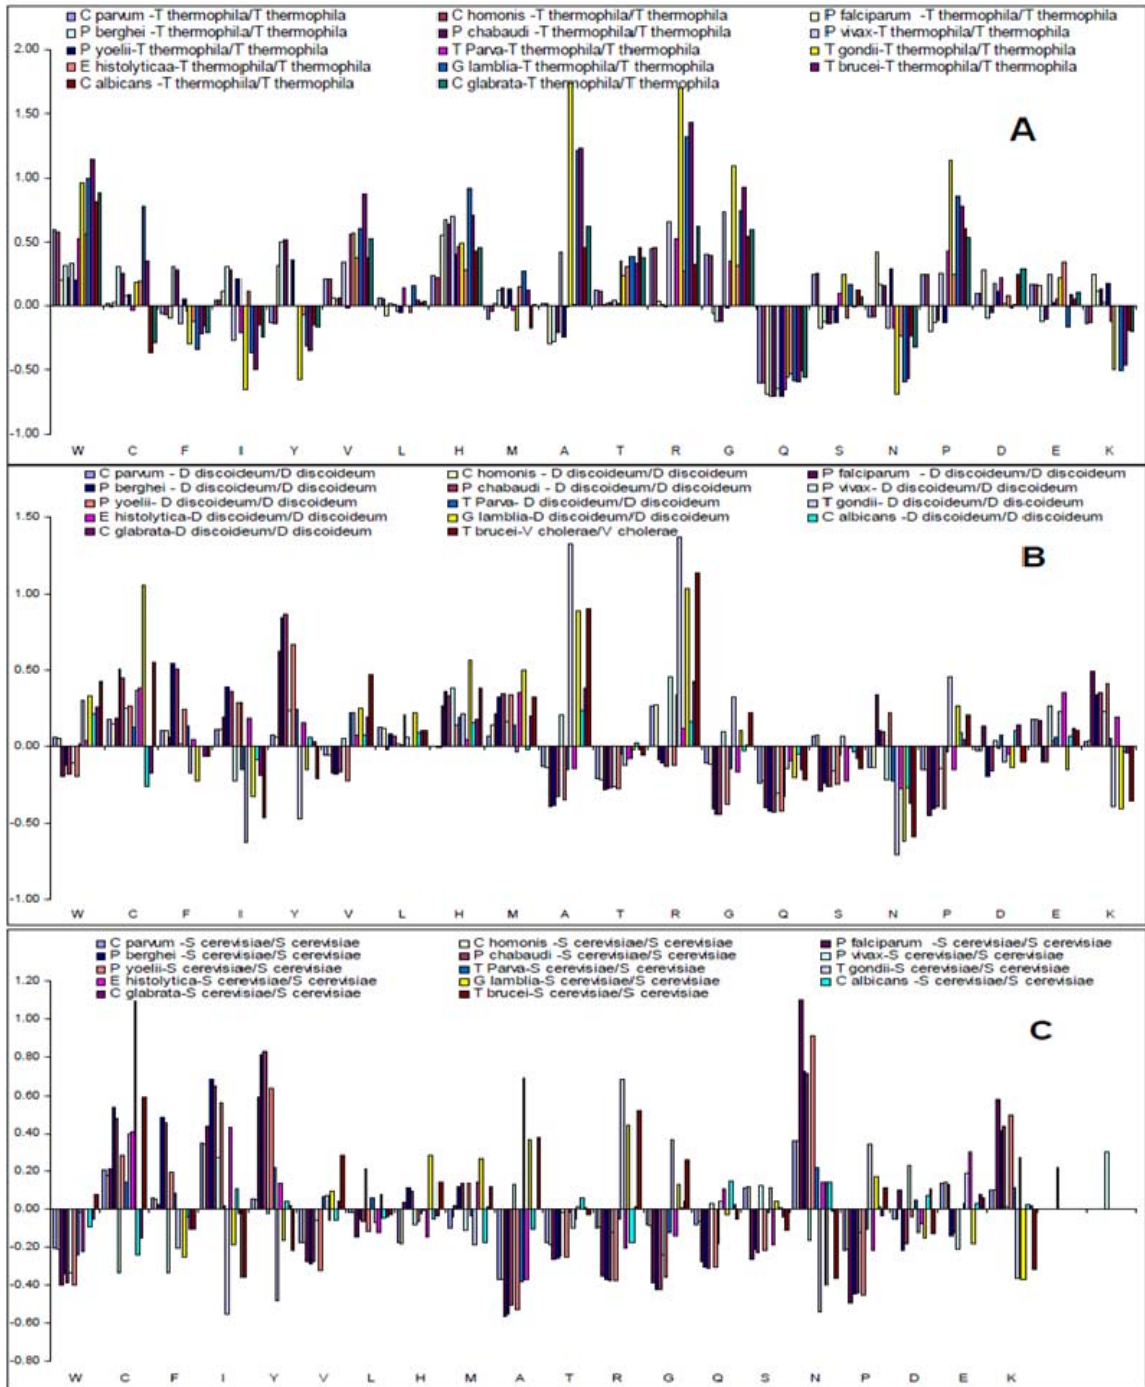 C parvum -T thermophila/T thermophila C homonis -T thermophila/T thermophila P falciparum -T thermophila/T thermophila
P berghei -T thermophila/T thermophila P chabaudi -T thermophila/T thermophila P vivax-T thermophila/T thermophila
2.00 P yoelii-T thermophila/T thermophila T Parva-T thermophila/T thermophila T gondii-T thermophila/T thermophila
E histolyticaa-T thermophila/T thermophila G lamblia-T thermophila/T thermophila T brucei-T thermophila/T thermophila
C albicans -T thermophila/T thermophila C glabrata-T thermophila/T thermophila
1.50
A
1.00
0.50
0.00
-0.50
-1.00
W C F I Y V L H M A T R G Q S N P D E K
C parvum - D discoideum/D discoideum C homonis - D discoideum/D discoideum P falciparum - D discoideum/D discoideum
P berghei - D discoideum/D discoideum P chabaudi - D discoideum/D discoideum P vivax- D discoideum/D discoideum
P yoelii- D discoideum/D discoideum T Parva- D discoideum/D discoideum T gondii- D discoideum/D discoideum
1.50 E histolytica-D discoideum/D discoideum G lamblia-D discoideum/D discoideum C albicans -D discoideum/D discoideum
C glabrata-D discoideum/D discoideum T brucei-V cholerae/V cholerae
B
1.00
0.50
0.00
-0.50
-1.00
W C F I Y V L H M A T R G Q S N P D E K
C parvum -S cerevisiae/S cerevisiae C homonis -S cerevisiae/S cerevisiae P falciparum -S cerevisiae/S cerevisiae
P berghei -S cerevisiae/S cerevisiae P chabaudi -S cerevisiae/S cerevisiae P vivax-S cerevisiae/S cerevisiae
P yoelii-S cerevisiae/S cerevisiae T Parva-S cerevisiae/S cerevisiae T gondii-S cerevisiae/S cerevisiae
1.20 E histolytica-S cerevisiae/S cerevisiae G lamblia-S cerevisiae/S cerevisiae C albicans -S cerevisiae/S cerevisiae
C glabrata-S cerevisiae/S cerevisiae T brucei-S cerevisiae/S cerevisiae
1.00
C
0.80
0.60
0.40
0.20
0.00
-0.20
-0.40
-0.60
-0.80
W C F I Y V L H M A T R G Q S N P D E K